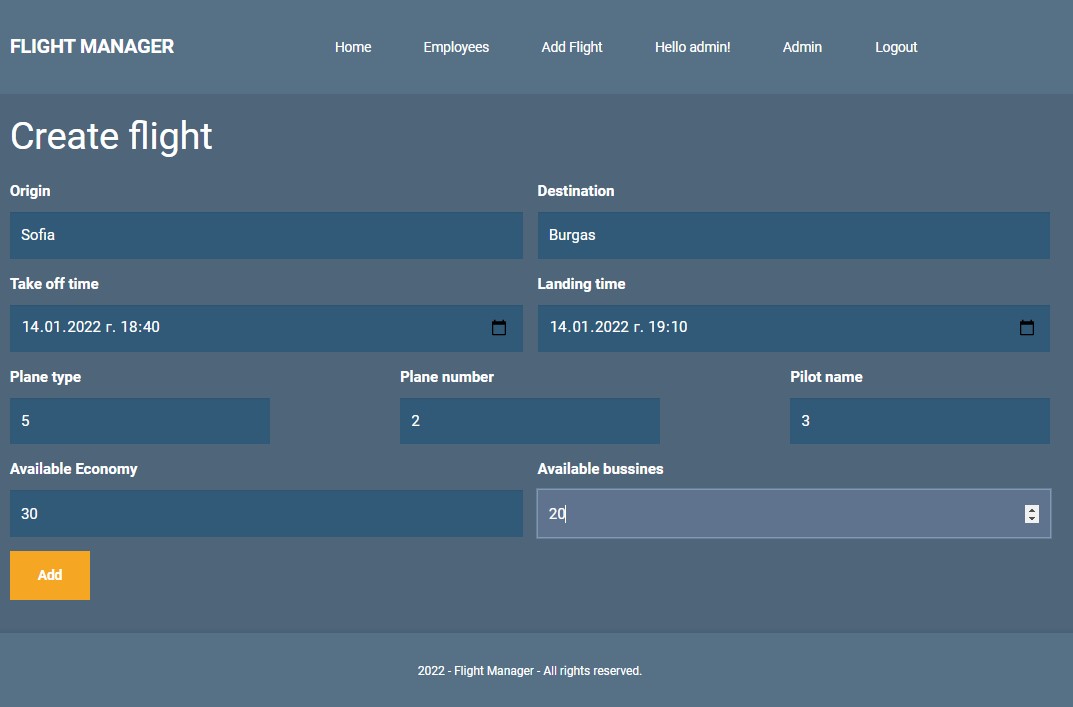 FLIGHT MANAGER Home Employees Add Flight Hello admin! Admin Logout
Create flight
Origin Destination
Sofia Burgas
Take off time Landing time
14.01.2022 г. 18:40 14.01.2022 г. 19:10
Plane type Plane number Pilot name
5 2 3
Available Economy Available bussines
30 20
Add
2022 - Flight Manager - All rights reserved.